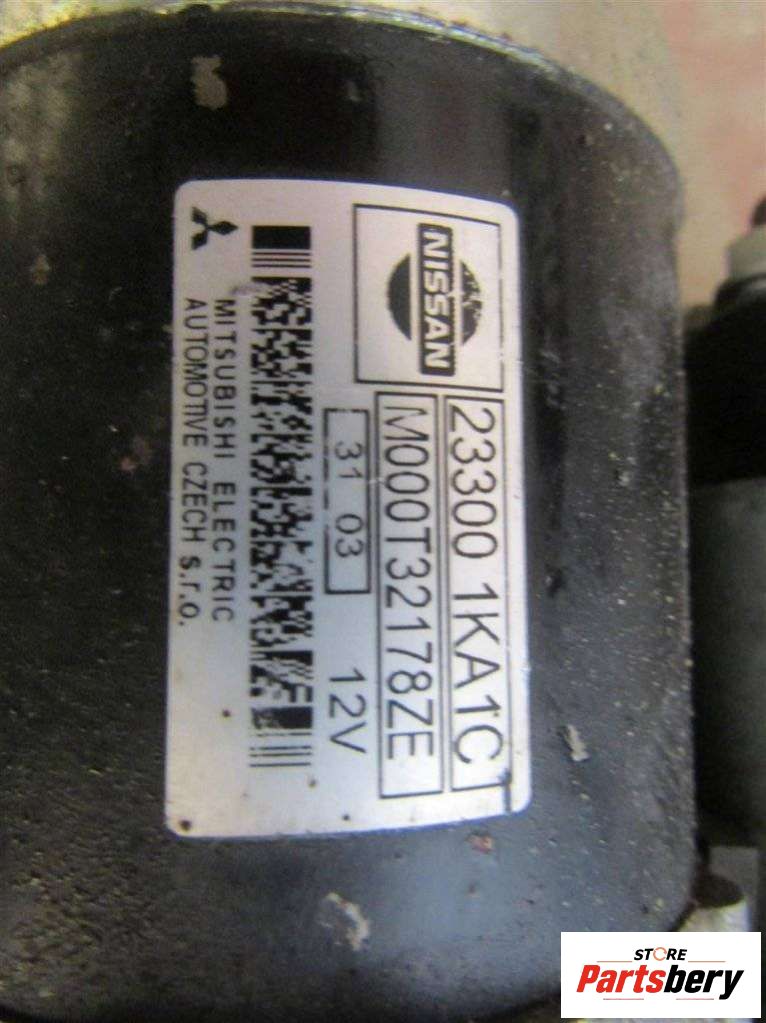 NISSAN
23300 1KA1C
M000T32178ZE
31 03
12V
MITSUBISHI ELECTRIC
AUTOMOTIVE CZECH s.r.o.
STORE
Partsbery